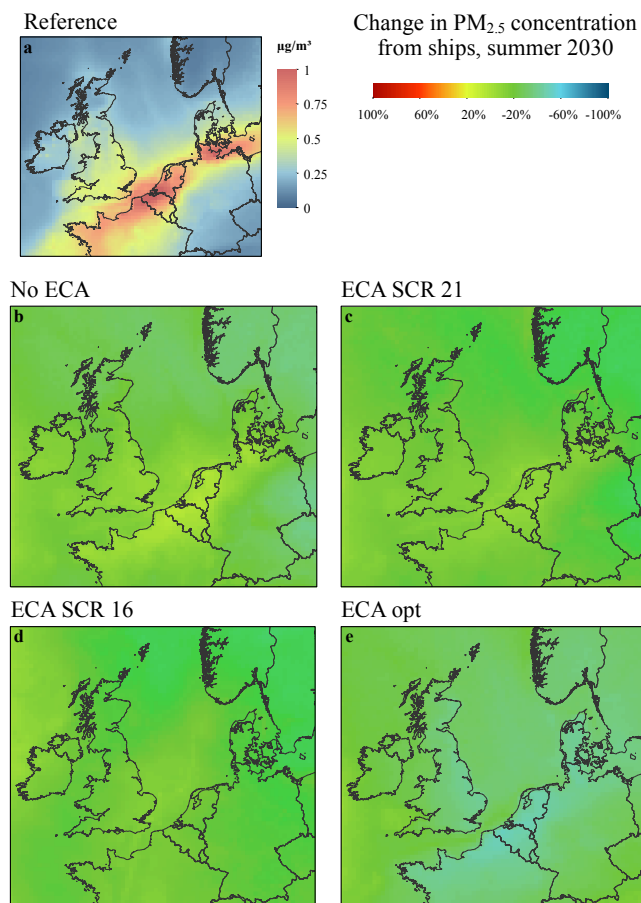 Reference
a
µg/m³
1
0.75
0.5
0.25
0
Change in PM2.5 concentration
from ships, summer 2030
100% 60% 20% -20% -60% -100%
No ECA
b
ECA SCR 21
c
ECA SCR 16
d
ECA opt
e